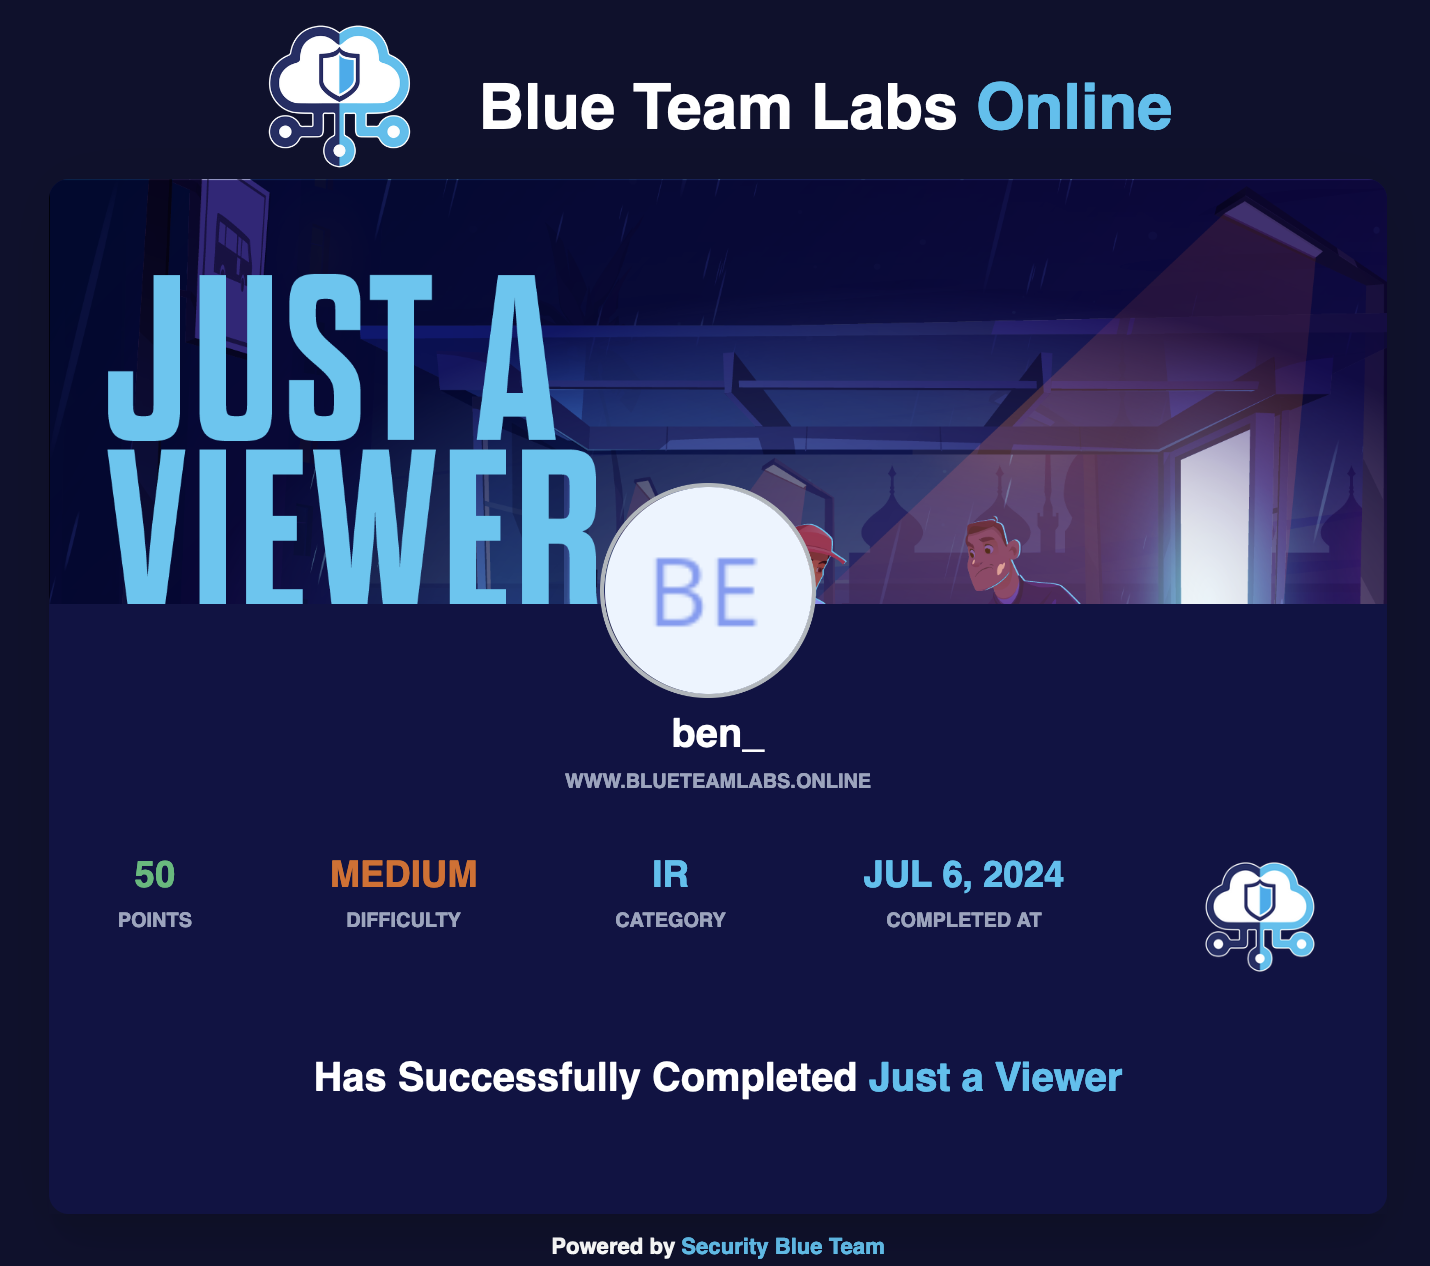 Blue Team Labs Online
JUST A
VIEWER
BE
ben_
WWW.BLUETEAMLABS.ONLINE
50 MEDIUM IR JUL 6, 2024
POINTS DIFFICULTY CATEGORY COMPLETED AT
Has Successfully Completed Just a Viewer
Powered by Security Blue Team